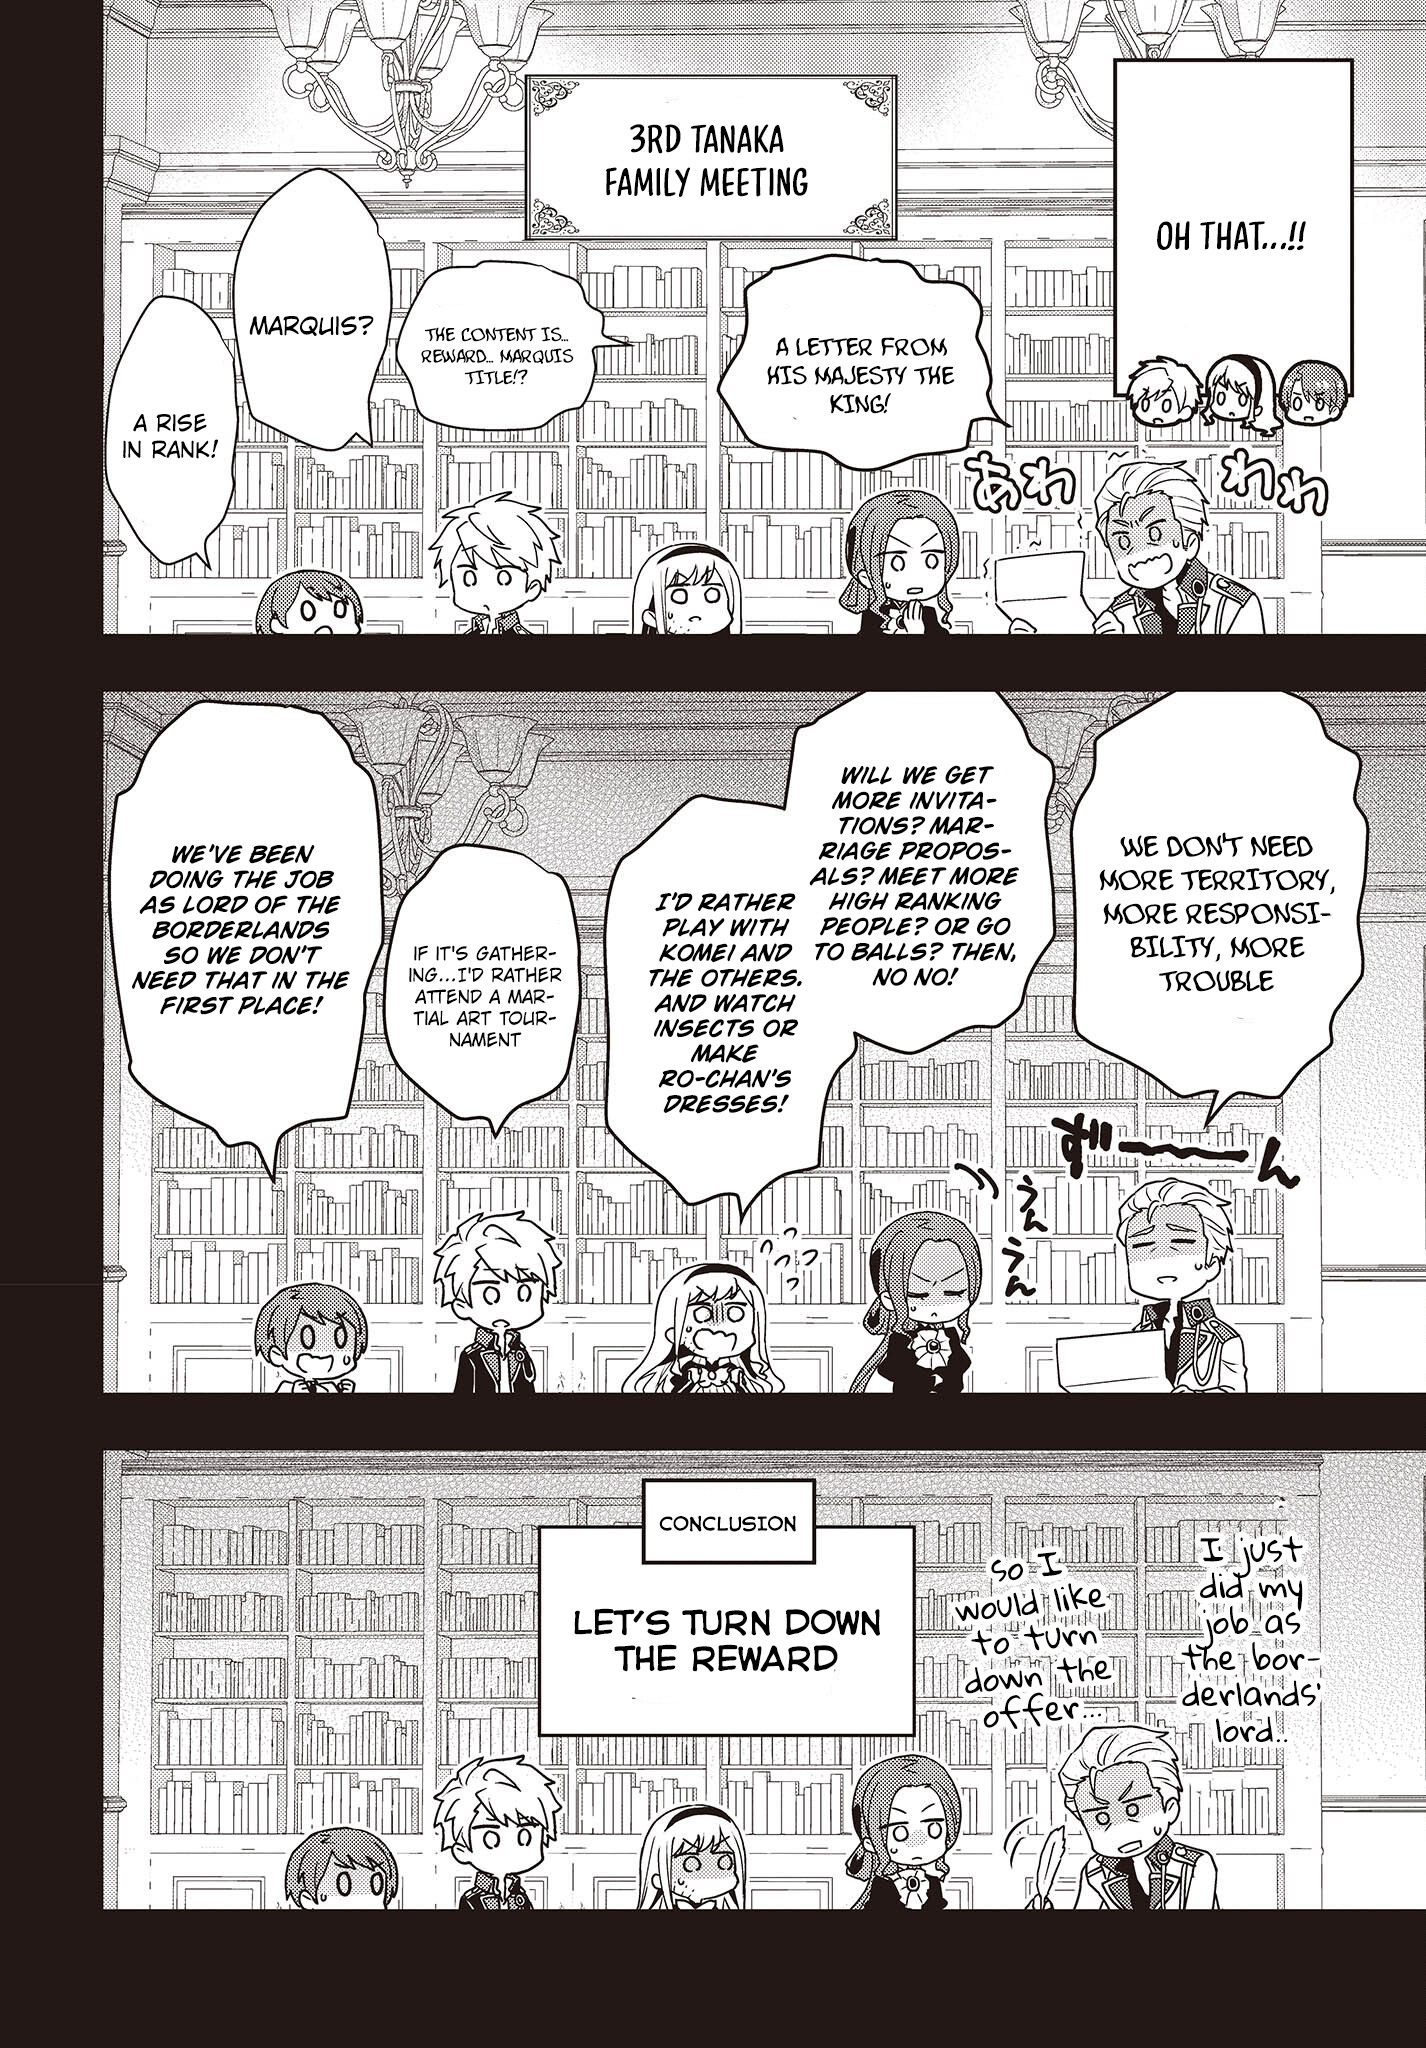 OH THAT...!!
3RD TANAKA
FAMILY MEETING
A LETTER FROM
HIS MAJESTY THE
KING!
あわ
わわ
THE CONTENT IS...
REWARD... MARQUIS
TITLE!?
MARQUIS?
A RISE
IN RANK!
WE DON'T NEED
MORE TERRITORY,
MORE RESPONSI-
BILITY, MORE
TROUBLE
ずーーん
WILL WE GET
MORE INVITA-
TIONS? MAR-
RIAGE PROPOS-
ALS? MEET MORE
HIGH RANKING
PEOPLE? OR GO
TO BALLS? THEN,
NO NO!
I'D RATHER
PLAY WITH
KOMEI AND
THE OTHERS.
AND WATCH
INSECTS OR
MAKE
RO-CHAN'S
DRESSES!
うん
うん
IF IT'S GATHER-
ING...I'D RATHER
ATTEND A MAR-
TIAL ART TOUR-
NAMENT
WE'VE BEEN
DOING THE JOB
AS LORD OF THE
BORDERLANDS
SO WE DON'T
NEED THAT IN THE
FIRST PLACE!
CONCLUSION
LET'S TURN DOWN
THE REWARD
I just
did my
job as
the bor-
derlands'
lord..
so I
would like
to turn
down the
offer...